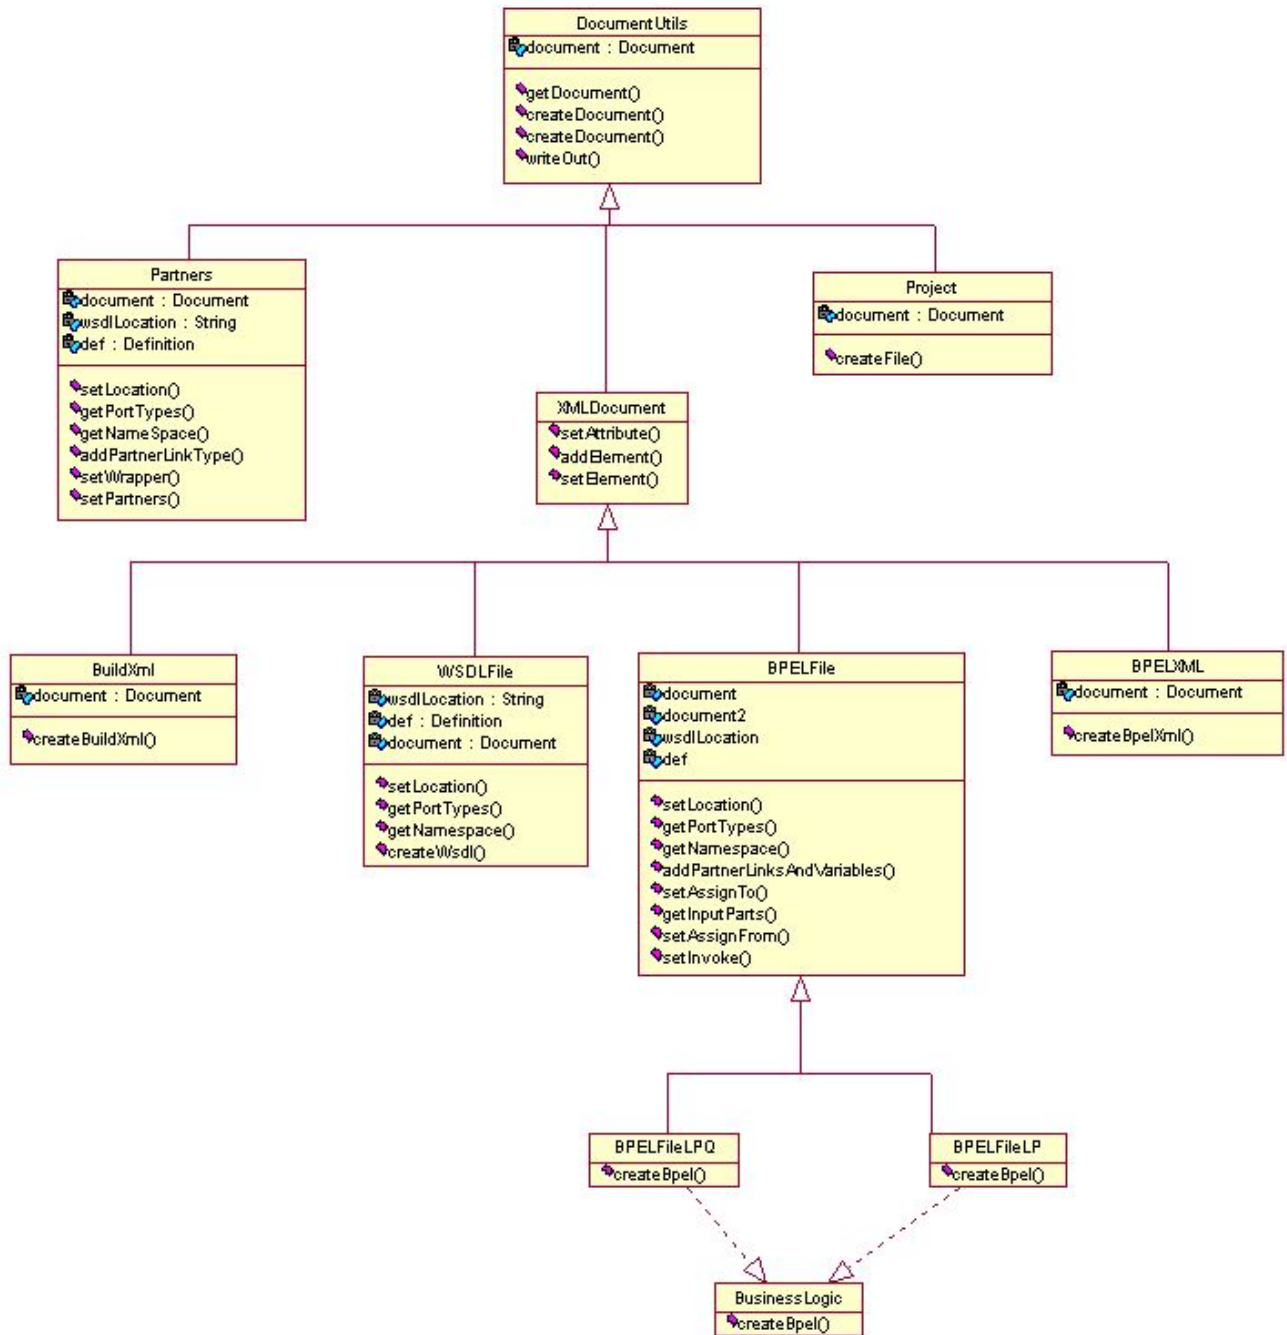 DocumentUtils
document : Document
getDocument()
createDocument()
createDocument()
writeOut()
Partners
document : Document
wsdlLocation : String
def : Definition
setLocation()
getPortTypes()
getNameSpace()
addPartnerLinkType()
setWrapper()
setPartners()
XMLDocument
setAttribute()
addElement()
setElement()
Project
document : Document
createFile()
BuildXml
document : Document
createBuildXml()
WSDLFile
wsdlLocation : String
def : Definition
document : Document
setLocation()
getPortTypes()
getNamespace()
createWsdl()
BPELFile
document
document2
wsdlLocation
def
setLocation()
getPortTypes()
getNamespace()
addPartnerLinksAndVariables()
setAssignTo()
getInputParts()
setAssignFrom()
setInvoke()
BPELXML
document : Document
createBpelXml()
BPELFileLPQ
createBpel()
BPELFileLP
createBpel()
BusinessLogic
createBpel()